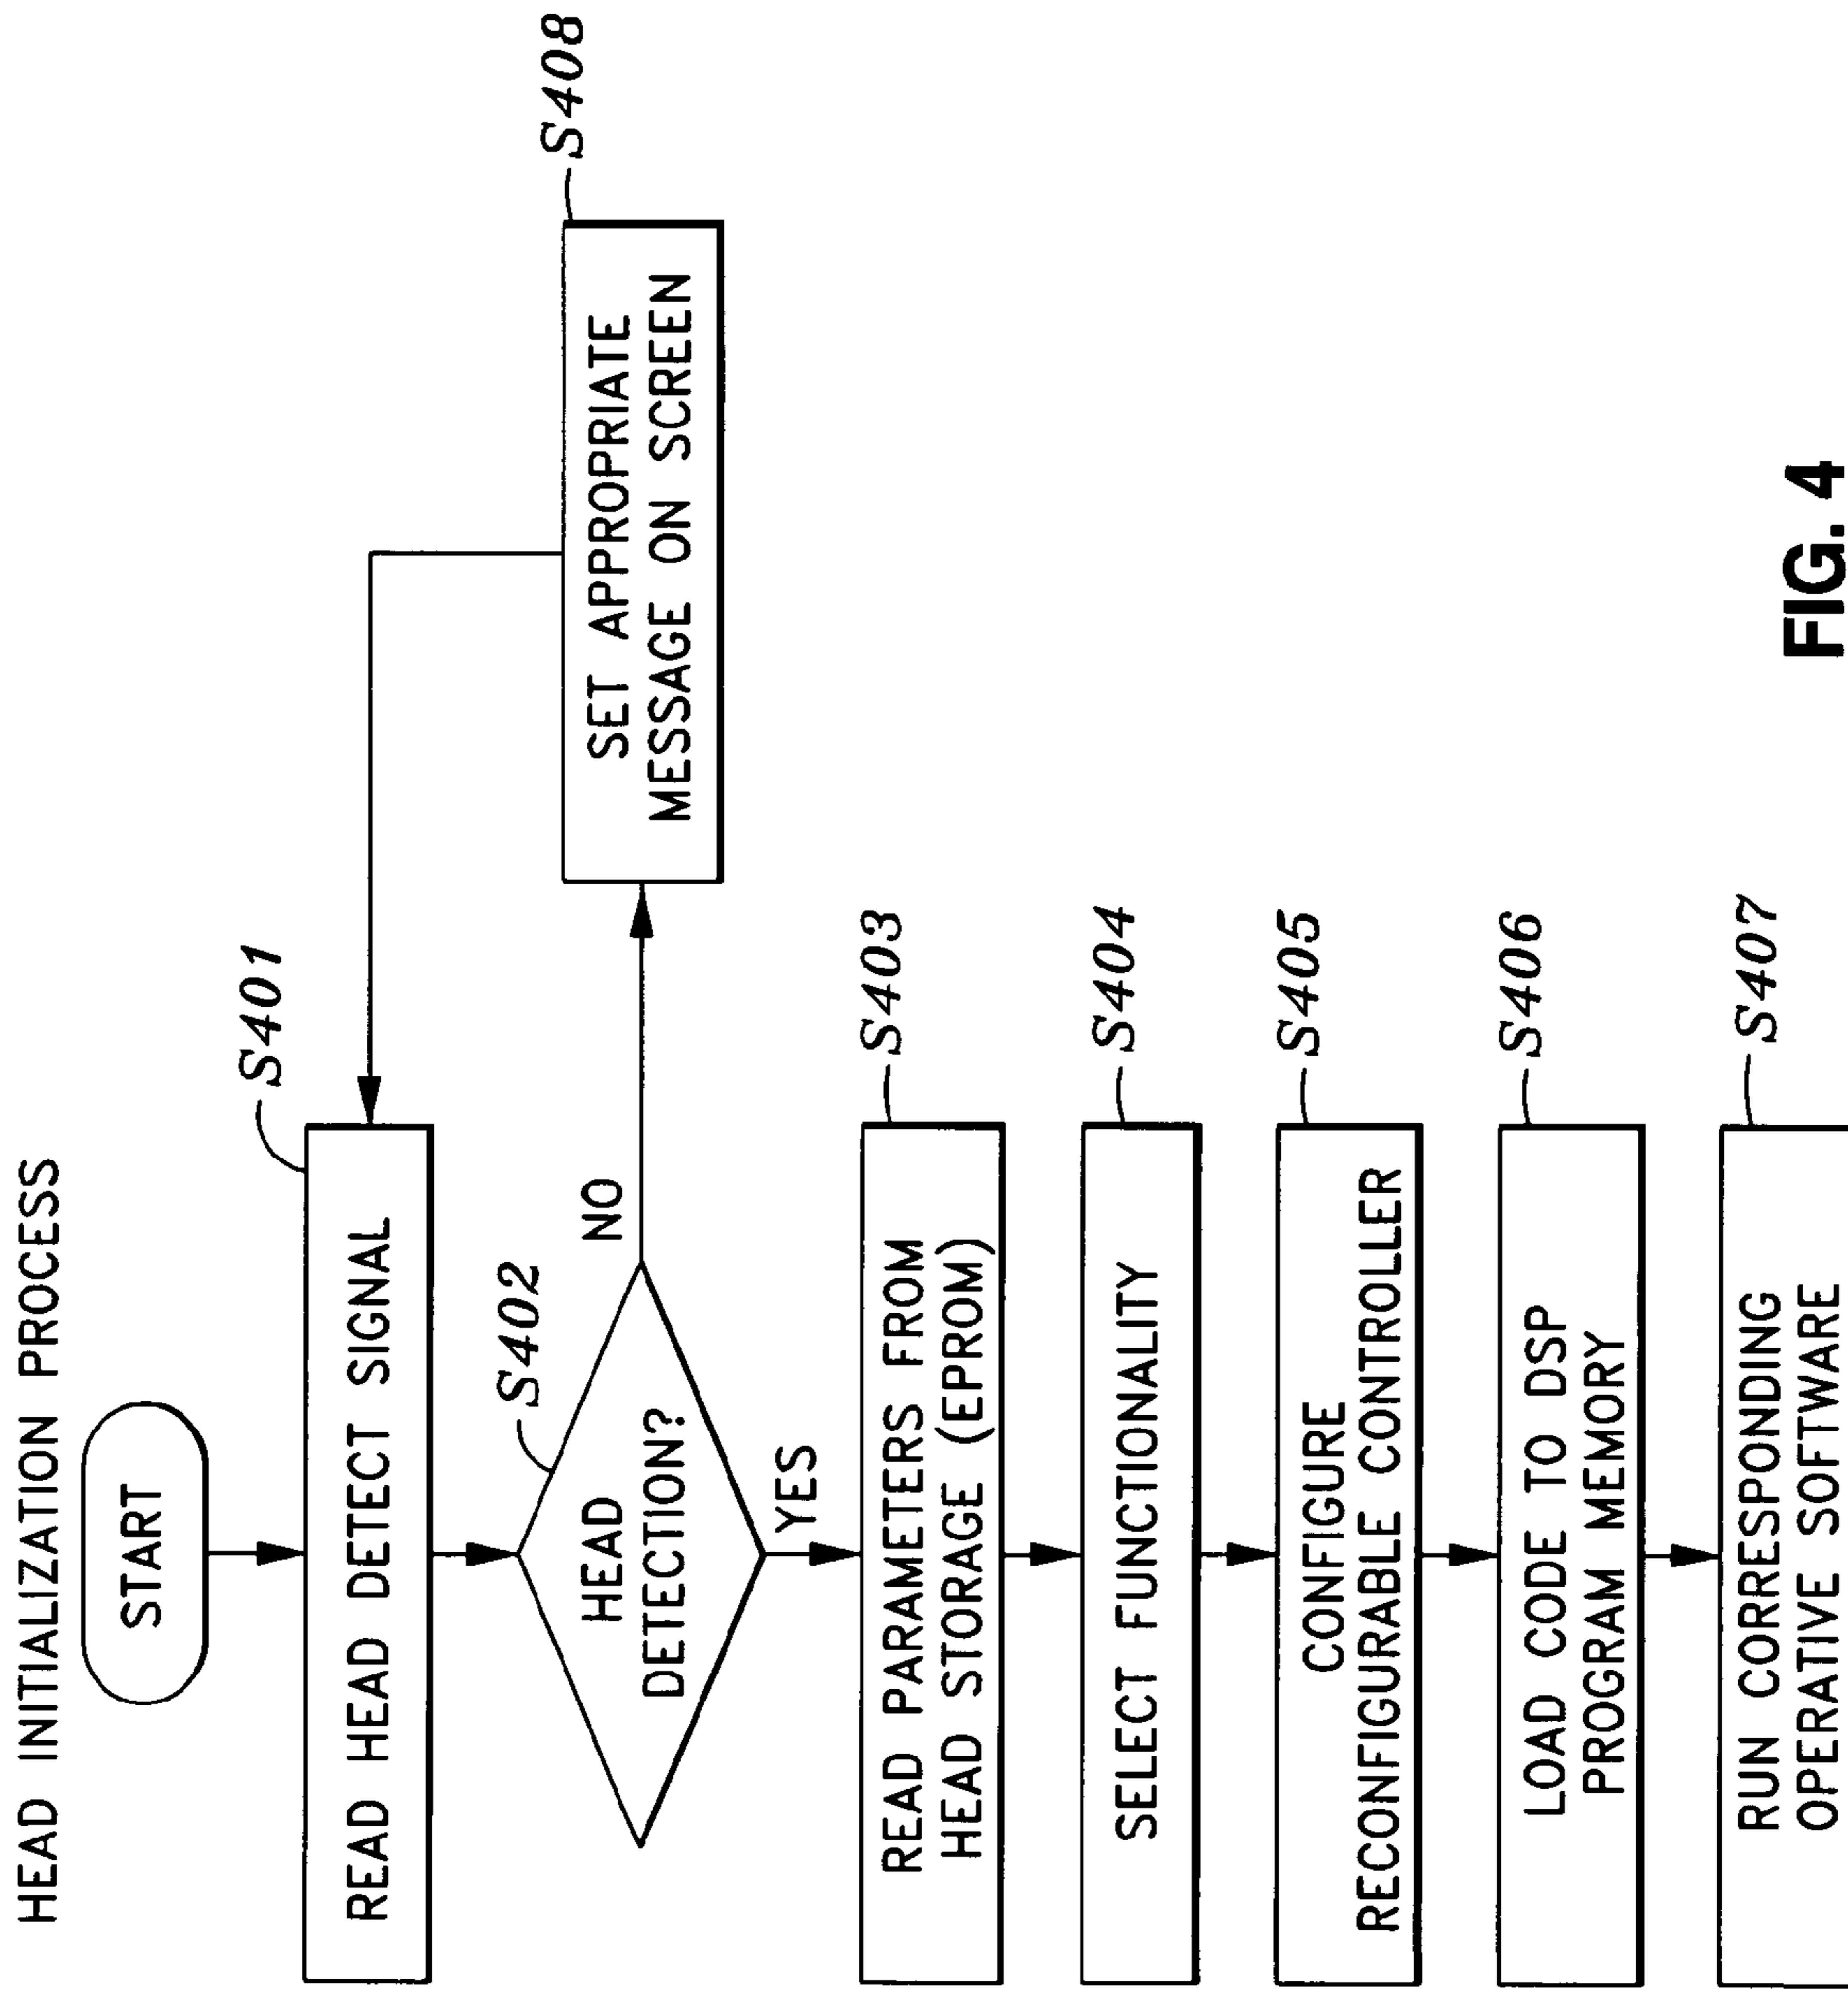 HEAD INITIALIZATION PROCESS
START
S401
READ HEAD DETECT SIGNAL
S402
HEAD
DETECTION?
NO
S408
SET APPROPRIATE
MESSAGE ON SCREEN
YES
S403
READ PARAMETERS FROM
HEAD STORAGE (EPROM)
S404
SELECT FUNCTIONALITY
S405
CONFIGURE
RECONFIGURABLE CONTROLLER
S406
LOAD CODE TO DSP
PROGRAM MEMORY
S407
RUN CORRESPONDING
OPERATIVE SOFTWARE
FIG. 4